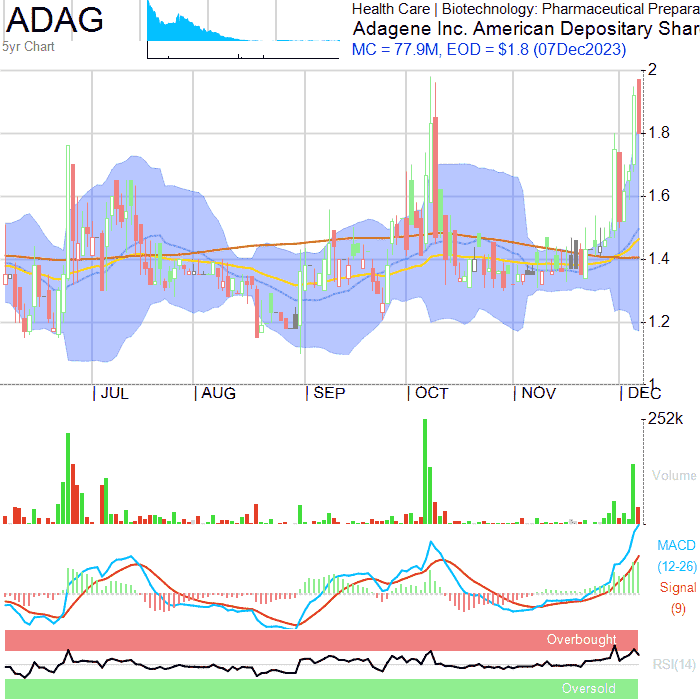 ADAG
5yr Chart
Health Care | Biotechnology: Pharmaceutical Prepara
Adagene Inc. American Depositary Shar
MC = 77.9M, EOD = $1.8 (07Dec2023)
2
1.8
1.6
1.4
1.2
1
JUL AUG SEP OCT NOV DEC
252k
Volume
MACD
(12-26)
Signal
(9)
Overbought
RSI(14)
Oversold